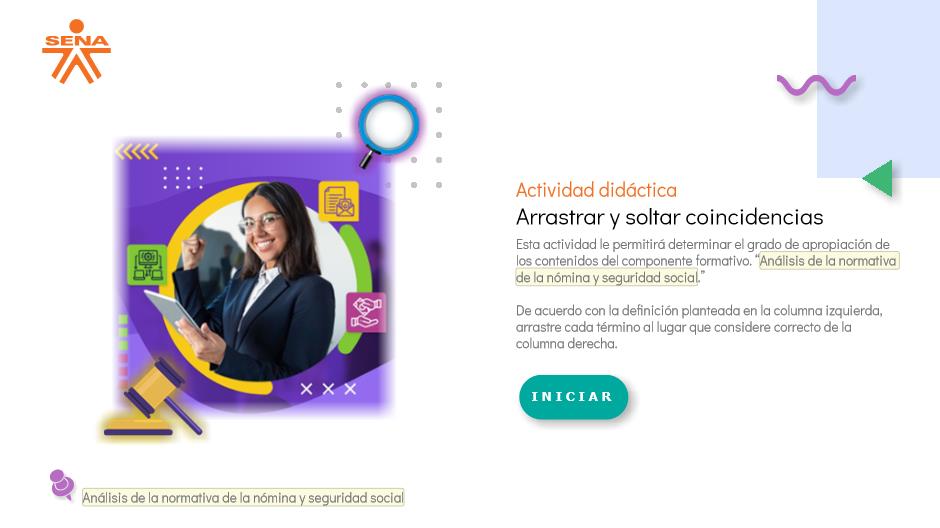 SENA
Actividad didáctica
Arrastrar y soltar coincidencias
Esta actividad le permitirá determinar el grado de apropiación de
los contenidos del componente formativo. “Análisis de la normativa
de la nómina y seguridad social.”
De acuerdo con la definición planteada en la columna izquierda,
arrastre cada término al lugar que considere correcto de la
columna derecha.
INICIAR
Análisis de la normativa de la nómina y seguridad social